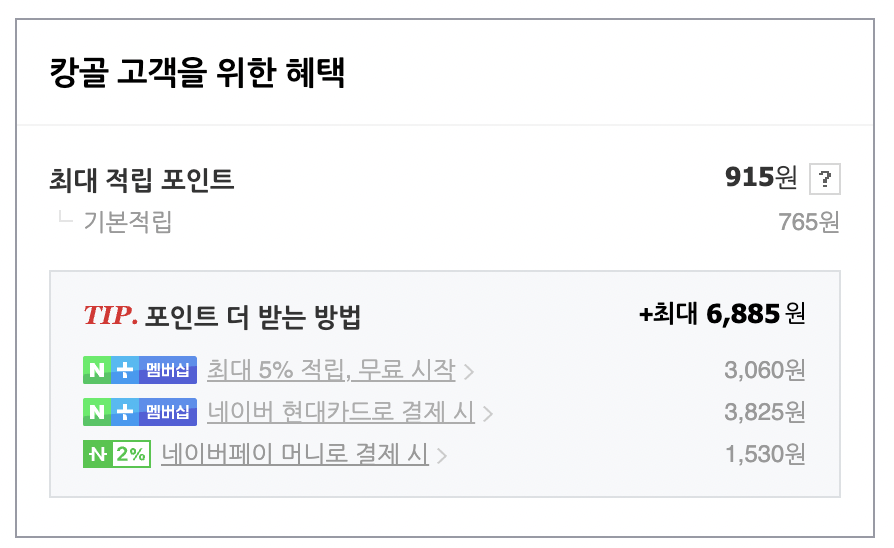 캉골 고객을 위한 혜택
최대 적립 포인트 915원 ?
기본적립 765원
TIP. 포인트 더 받는 방법 +최대 6,885원
N+ 멤버십 최대 5% 적립, 무료 시작 > 3,060원
N+ 멤버십 네이버 현대카드로 결제 시 > 3,825원
N 2% 네이버페이 머니로 결제 시 > 1,530원